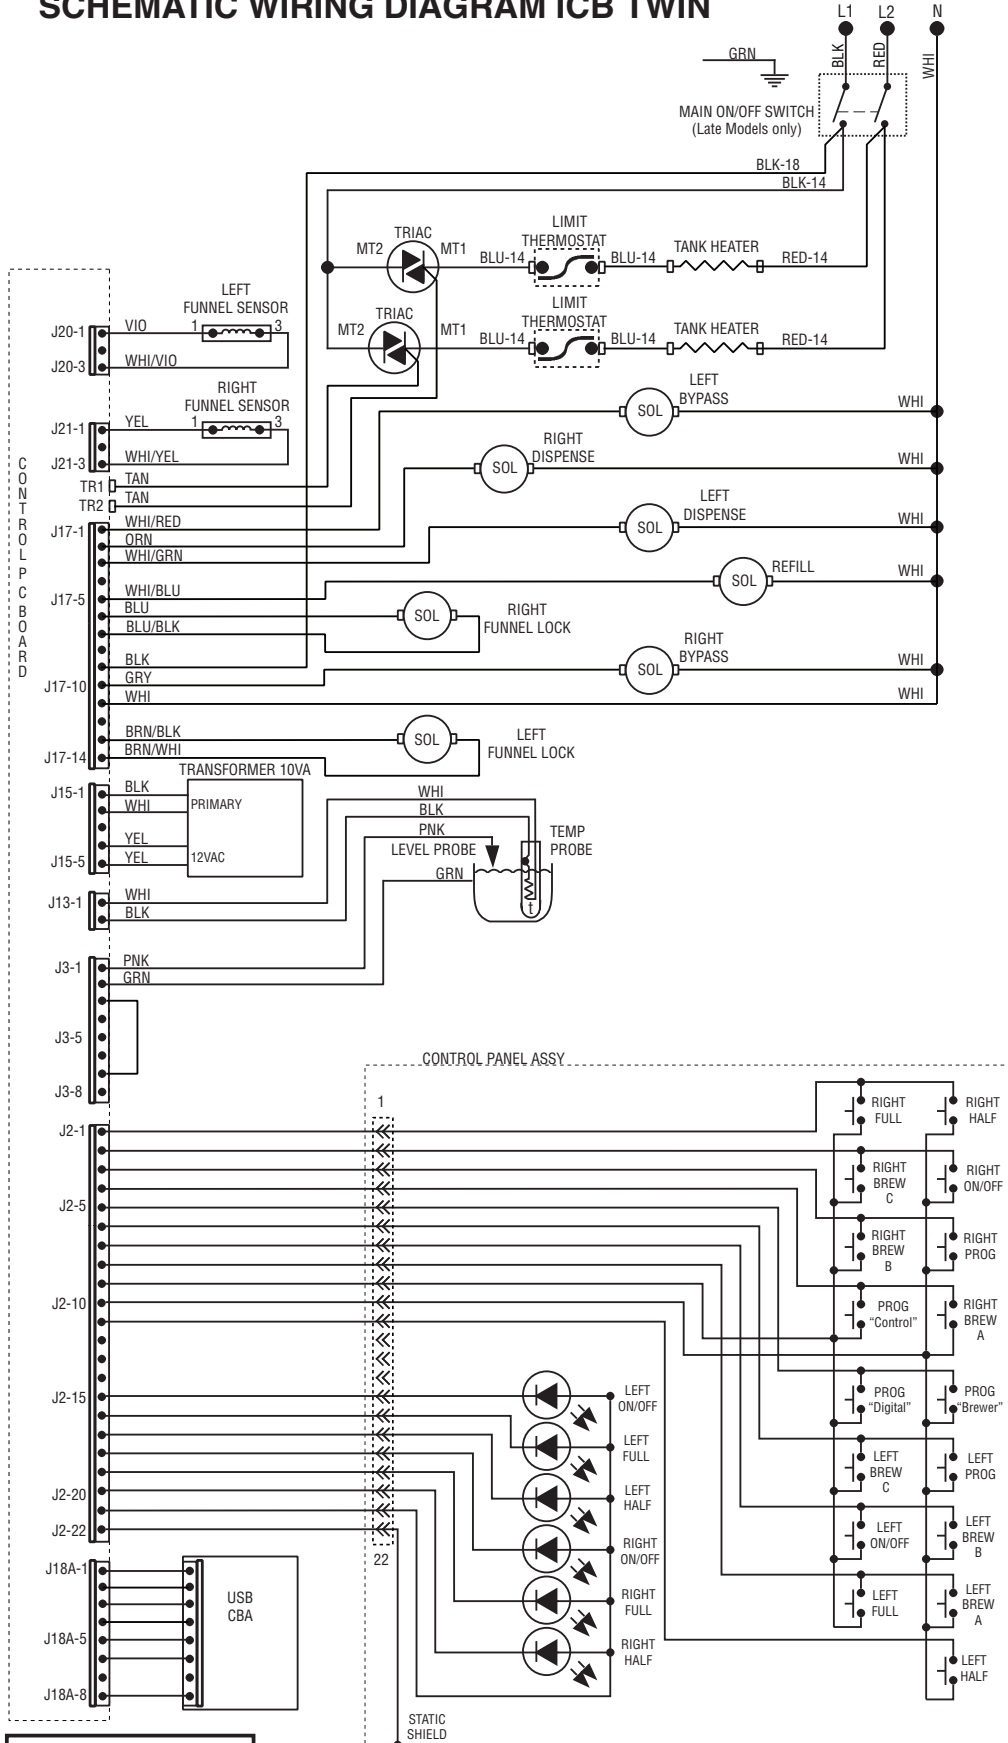 SCHEMATIC WIRING DIAGRAM ICB TWIN
L1
L2
N
BLK
RED
WHI
GRN
MAIN ON/OFF SWITCH
(Late Models only)
BLK-18
BLK-14
TRIAC
MT2
MT1
BLU-14
LIMIT
THERMOSTAT
BLU-14
TANK HEATER
RED-14
TRIAC
MT2
MT1
BLU-14
LIMIT
THERMOSTAT
BLU-14
TANK HEATER
RED-14
CONTROL PC BOARD
LEFT
FUNNEL SENSOR
J20-1
VIO
1
3
J20-3
WHI/VIO
RIGHT
FUNNEL SENSOR
J21-1
YEL
1
3
J21-3
WHI/YEL
TR1
TAN
TR2
TAN
J17-1
WHI/RED
ORN
WHI/GRN
J17-5
WHI/BLU
BLU
BLU/BLK
BLK
J17-10
GRY
WHI
BRN/BLK
J17-14
BRN/WHI
SOL
LEFT
BYPASS
WHI
SOL
RIGHT
DISPENSE
WHI
SOL
LEFT
DISPENSE
WHI
SOL
REFILL
WHI
SOL
RIGHT
FUNNEL LOCK
SOL
RIGHT
BYPASS
WHI
WHI
SOL
LEFT
FUNNEL LOCK
TRANSFORMER 10VA
J15-1
BLK
WHI
PRIMARY
YEL
J15-5
YEL
12VAC
WHI
BLK
PNK
LEVEL PROBE
GRN
TEMP
PROBE
t
J13-1
WHI
BLK
J3-1
PNK
GRN
J3-5
J3-8
CONTROL PANEL ASSY
1
J2-1
J2-5
J2-10
J2-15
J2-20
J2-22
22
RIGHT
FULL
RIGHT
HALF
RIGHT
BREW
C
RIGHT
ON/OFF
RIGHT
BREW
B
RIGHT
PROG
PROG
“Control”
RIGHT
BREW
A
PROG
“Digital”
PROG
“Brewer”
LEFT
BREW
C
LEFT
PROG
LEFT
ON/OFF
LEFT
BREW
B
LEFT
FULL
LEFT
BREW
A
LEFT
HALF
LEFT
ON/OFF
LEFT
FULL
LEFT
HALF
RIGHT
ON/OFF
RIGHT
FULL
RIGHT
HALF
J18A-1
J18A-5
J18A-8
USB
CBA
STATIC
SHIELD